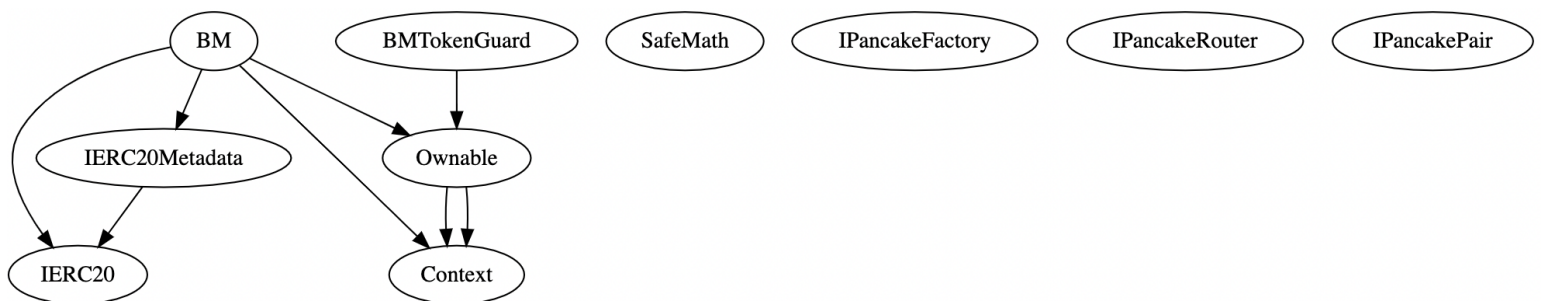 BM
BMTokenGuard
SafeMath
IPancakeFactory
IPancakeRouter
IPancakePair
IERC20Metadata
Ownable
IERC20
Context